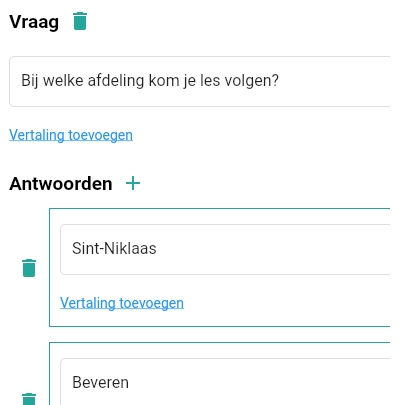 Vraag
Bij welke afdeling kom je les volgen?
Vertaling toevoegen
Antwoorden
Sint-Niklaas
Vertaling toevoegen
Beveren